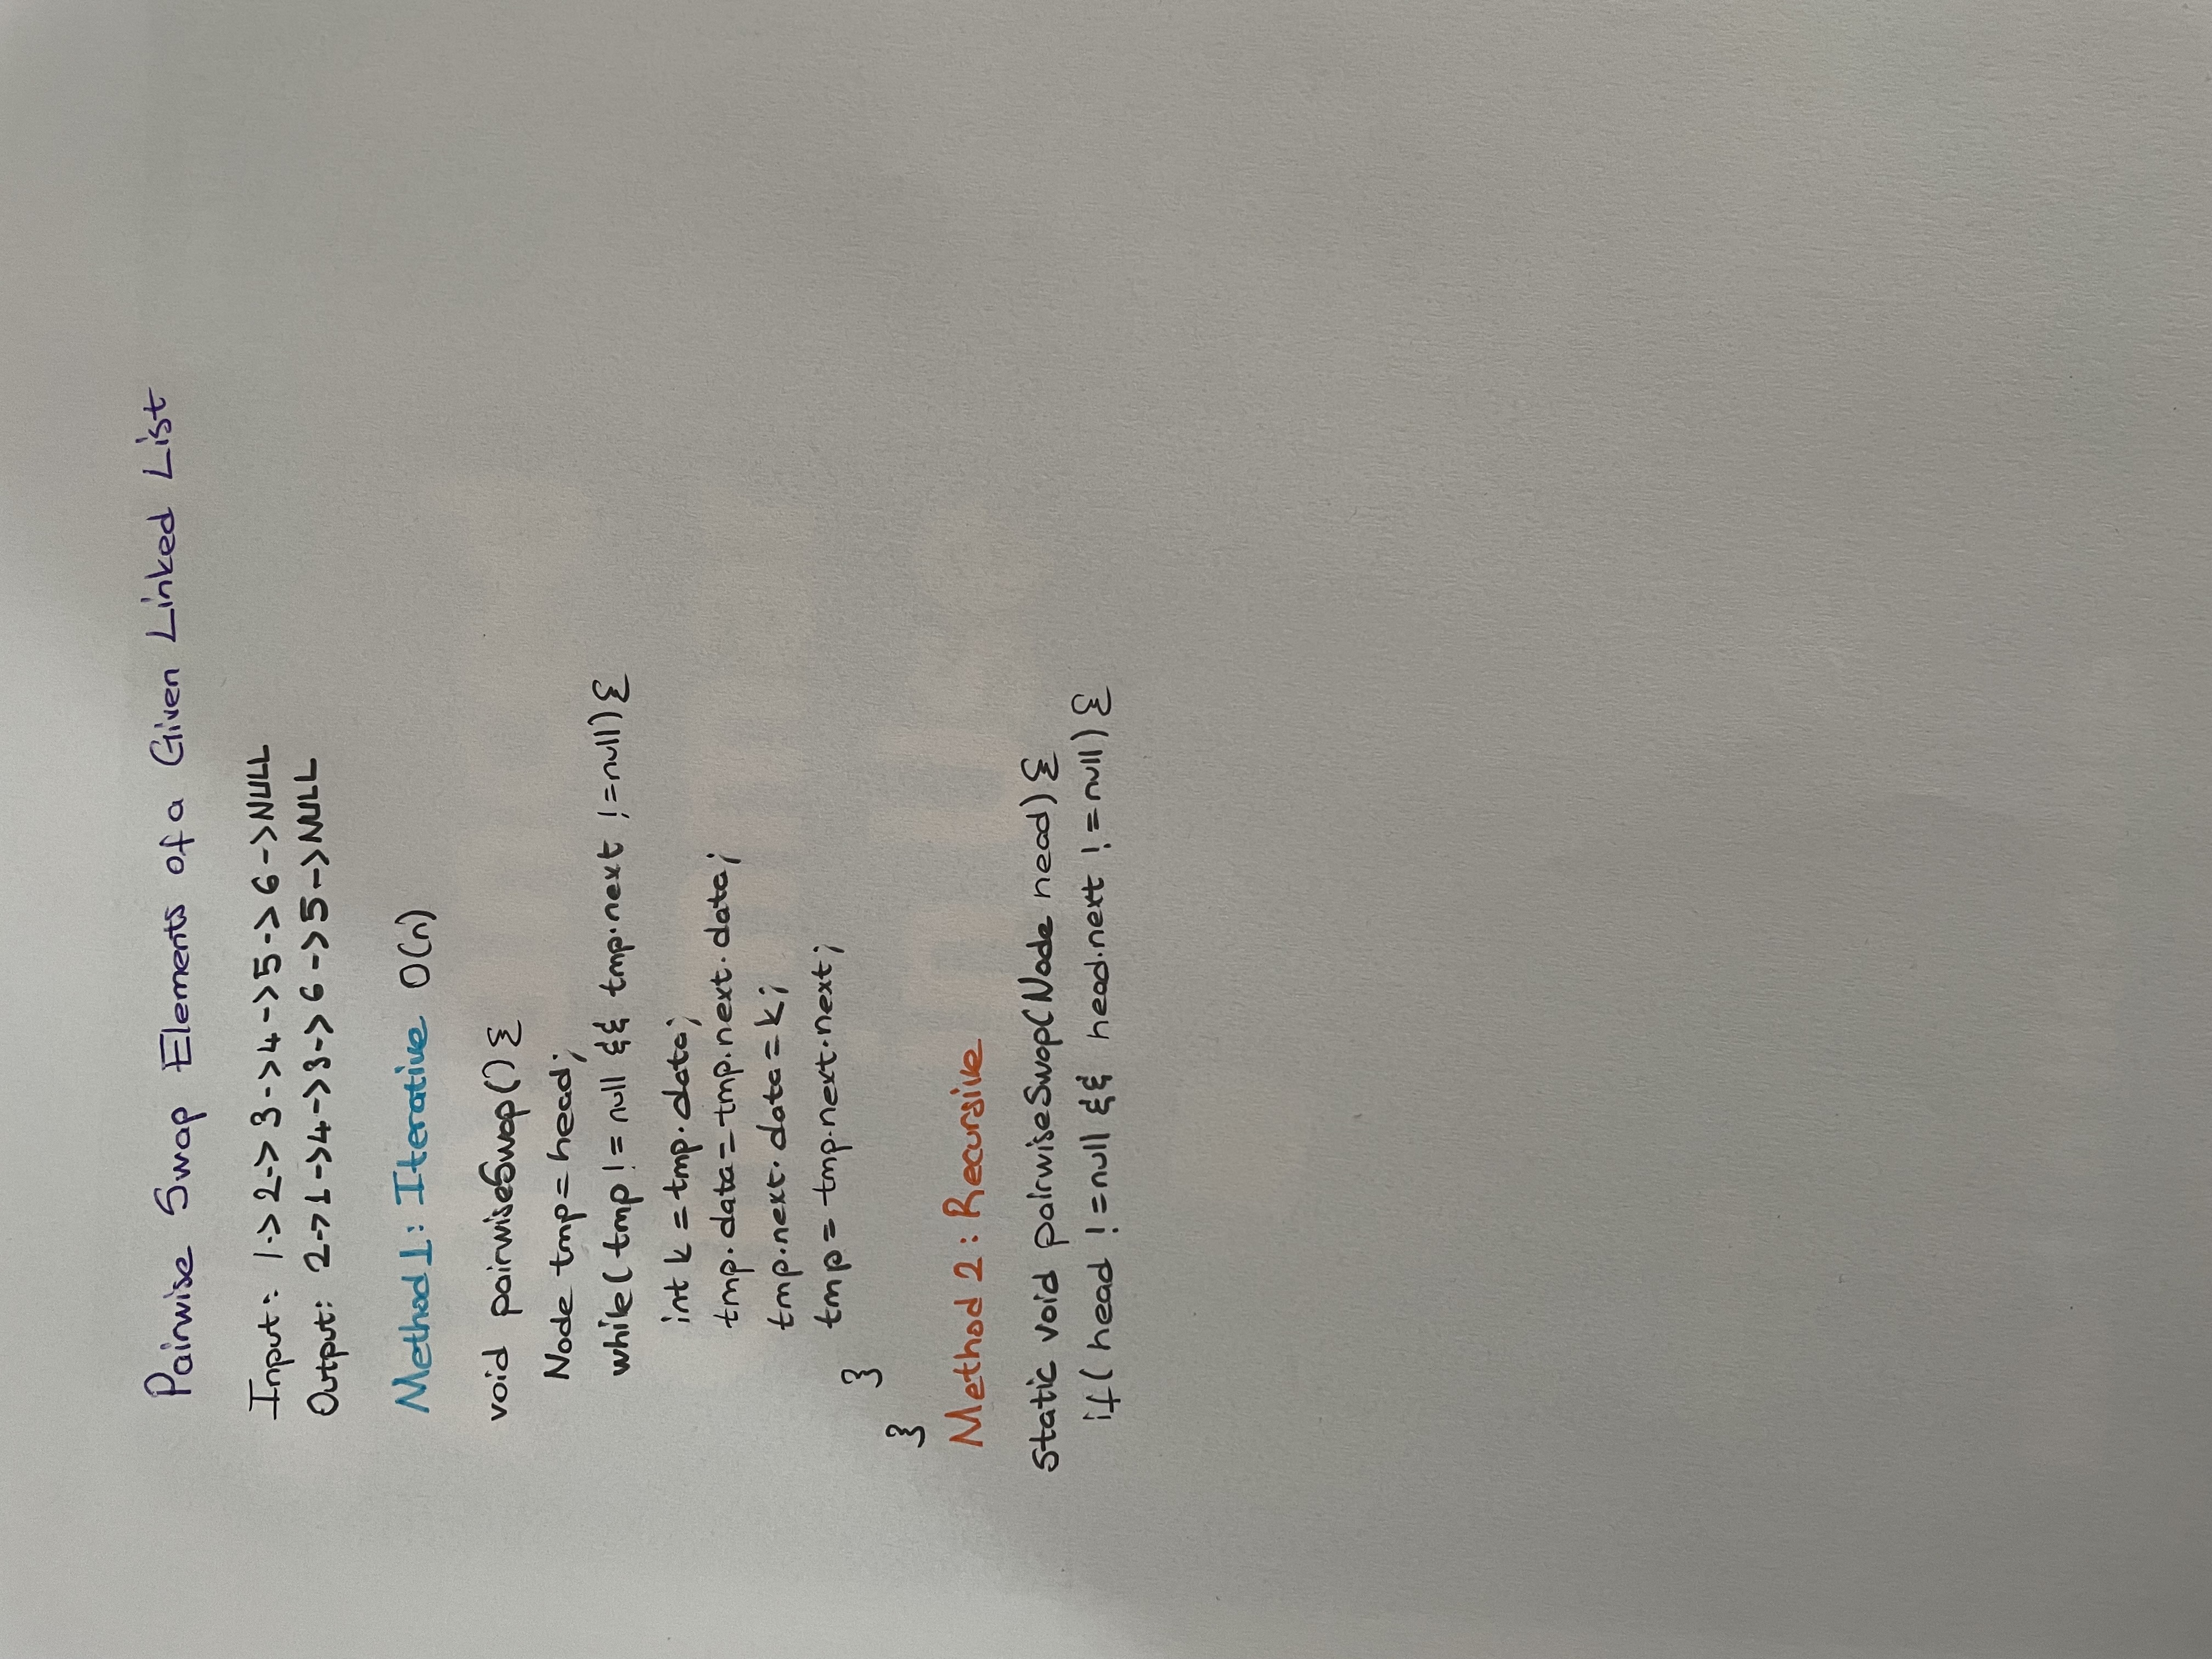 Pairwise Swap Elements of a Given Linked List
Input: 1->2->3->4->5->6->NULL
Output: 2->1->4->3->6->5->NULL
Method 1: Iterative O(n)
void pairwiseSwap(){
Node tmp=head;
while(tmp != null && tmp.next !=null){
int k =tmp.data;
tmp.data=tmp.next.data;
tmp.next.data=k;
tmp= tmp.next.next;
}
}
Method 2: Recursive
static void pairwiseSwap(Node head){
if(head !=null && head.next !=null){